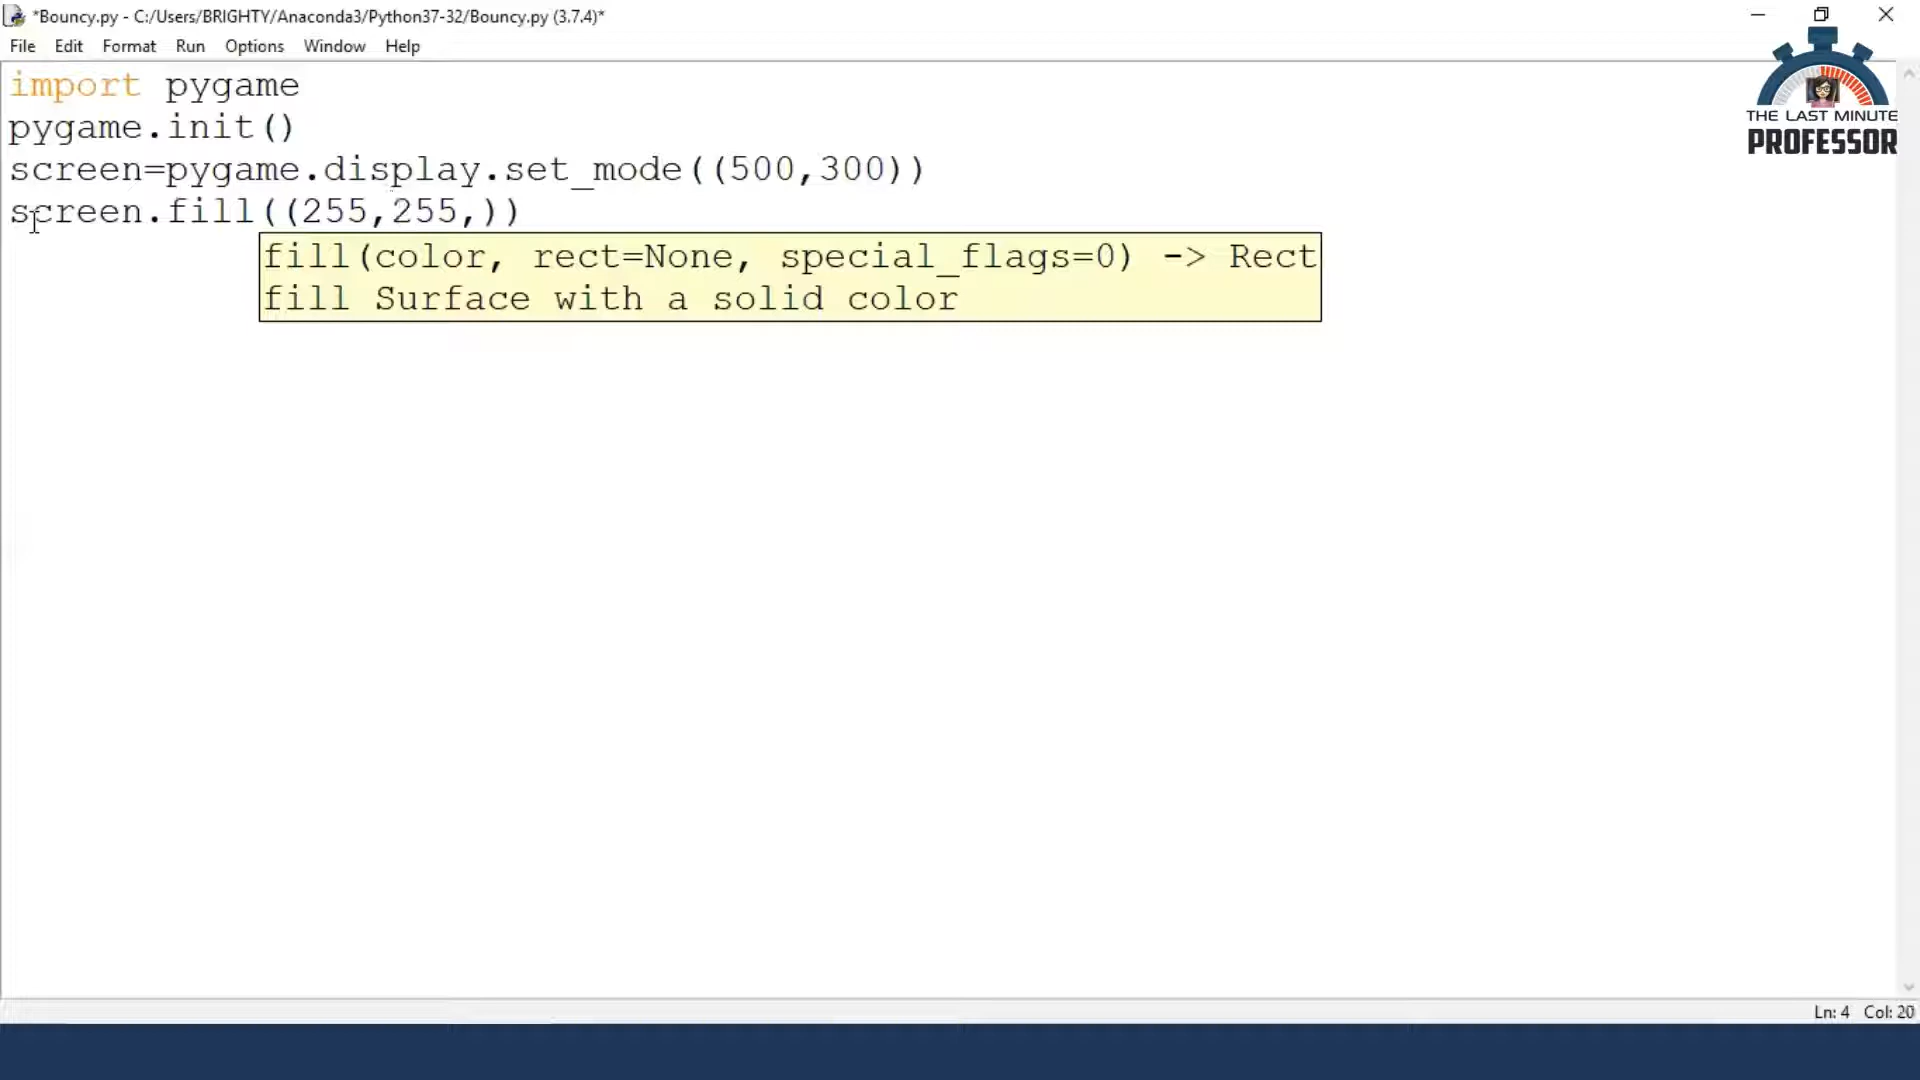 *Bouncy.py - C:/Users/BRIGHTY/Anaconda3/Python37-32/Bouncy.py (3.7.4)*
File Edit Format Run Options Window Help
import pygame
pygame.init()
screen=pygame.display.set_mode((500,300))
screen.fill((255,255,))
fill(color, rect=None, special_flags=0) -> Rect
fill Surface with a solid color
THE LAST MINUTE
PROFESSOR
Ln: 4 Col: 20